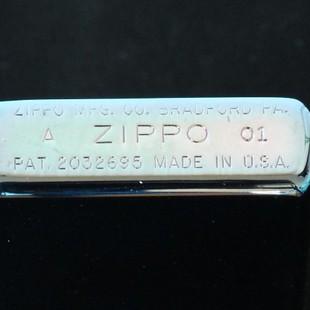 ZIPPO MFG. CO. BRADFORD PA.
A ZIPPO 01
PAT. 2032695 MADE IN U.S.A.